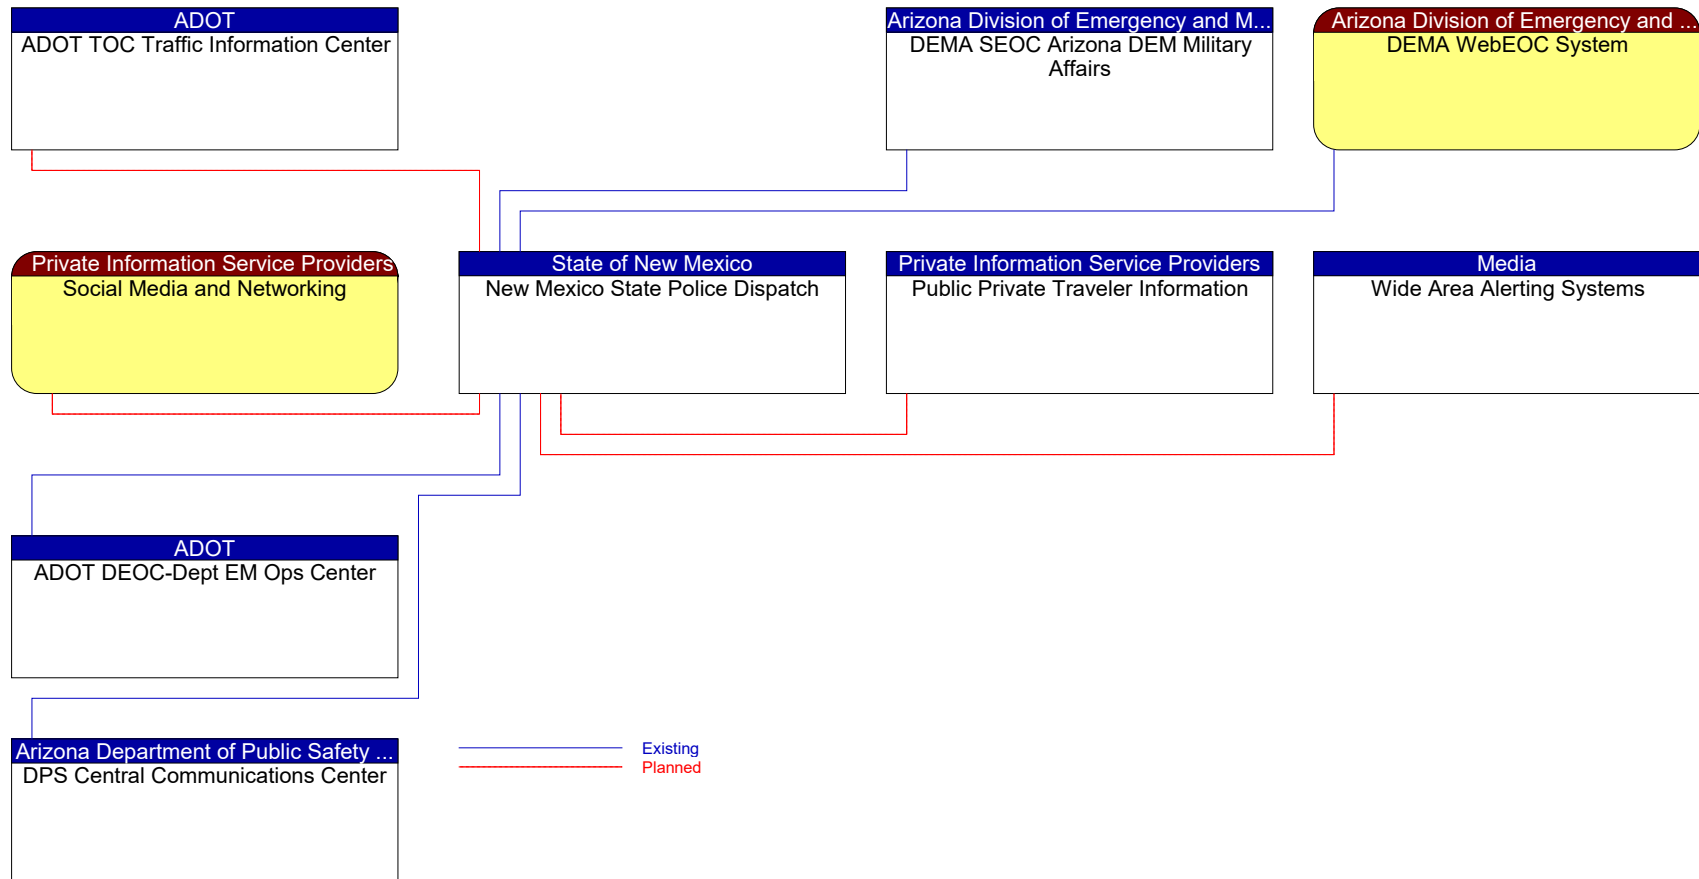 ADOT
ADOT TOC Traffic Information Center
Arizona Division of Emergency and M...
DEMA SEOC Arizona DEM Military
Affairs
Arizona Division of Emergency and ...
DEMA WebEOC System
Private Information Service Providers
Social Media and Networking
State of New Mexico
New Mexico State Police Dispatch
Private Information Service Providers
Public Private Traveler Information
Media
Wide Area Alerting Systems
ADOT
ADOT DEOC-Dept EM Ops Center
Arizona Department of Public Safety ...
DPS Central Communications Center
Existing
Planned